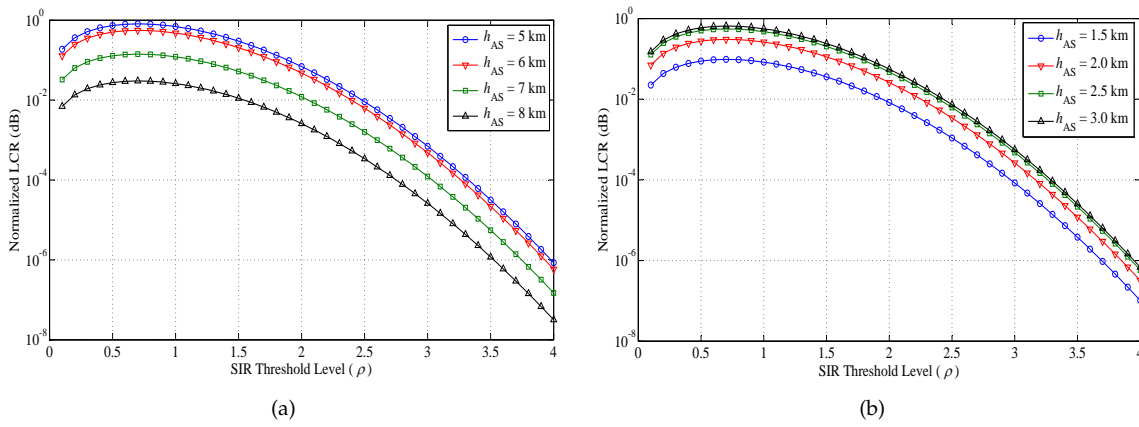 10^0
10^-2
10^-4
10^-6
10^-8
Normalized LCR (dB)
0 0.5 1 1.5 2 2.5 3 3.5 4
SIR Threshold Level ( ρ )
h_AS = 5 km
h_AS = 6 km
h_AS = 7 km
h_AS = 8 km
(a)
10^0
10^-2
10^-4
10^-6
10^-8
Normalized LCR (dB)
0 0.5 1 1.5 2 2.5 3 3.5 4
SIR Threshold Level ( ρ )
h_AS = 1.5 km
h_AS = 2.0 km
h_AS = 2.5 km
h_AS = 3.0 km
(b)